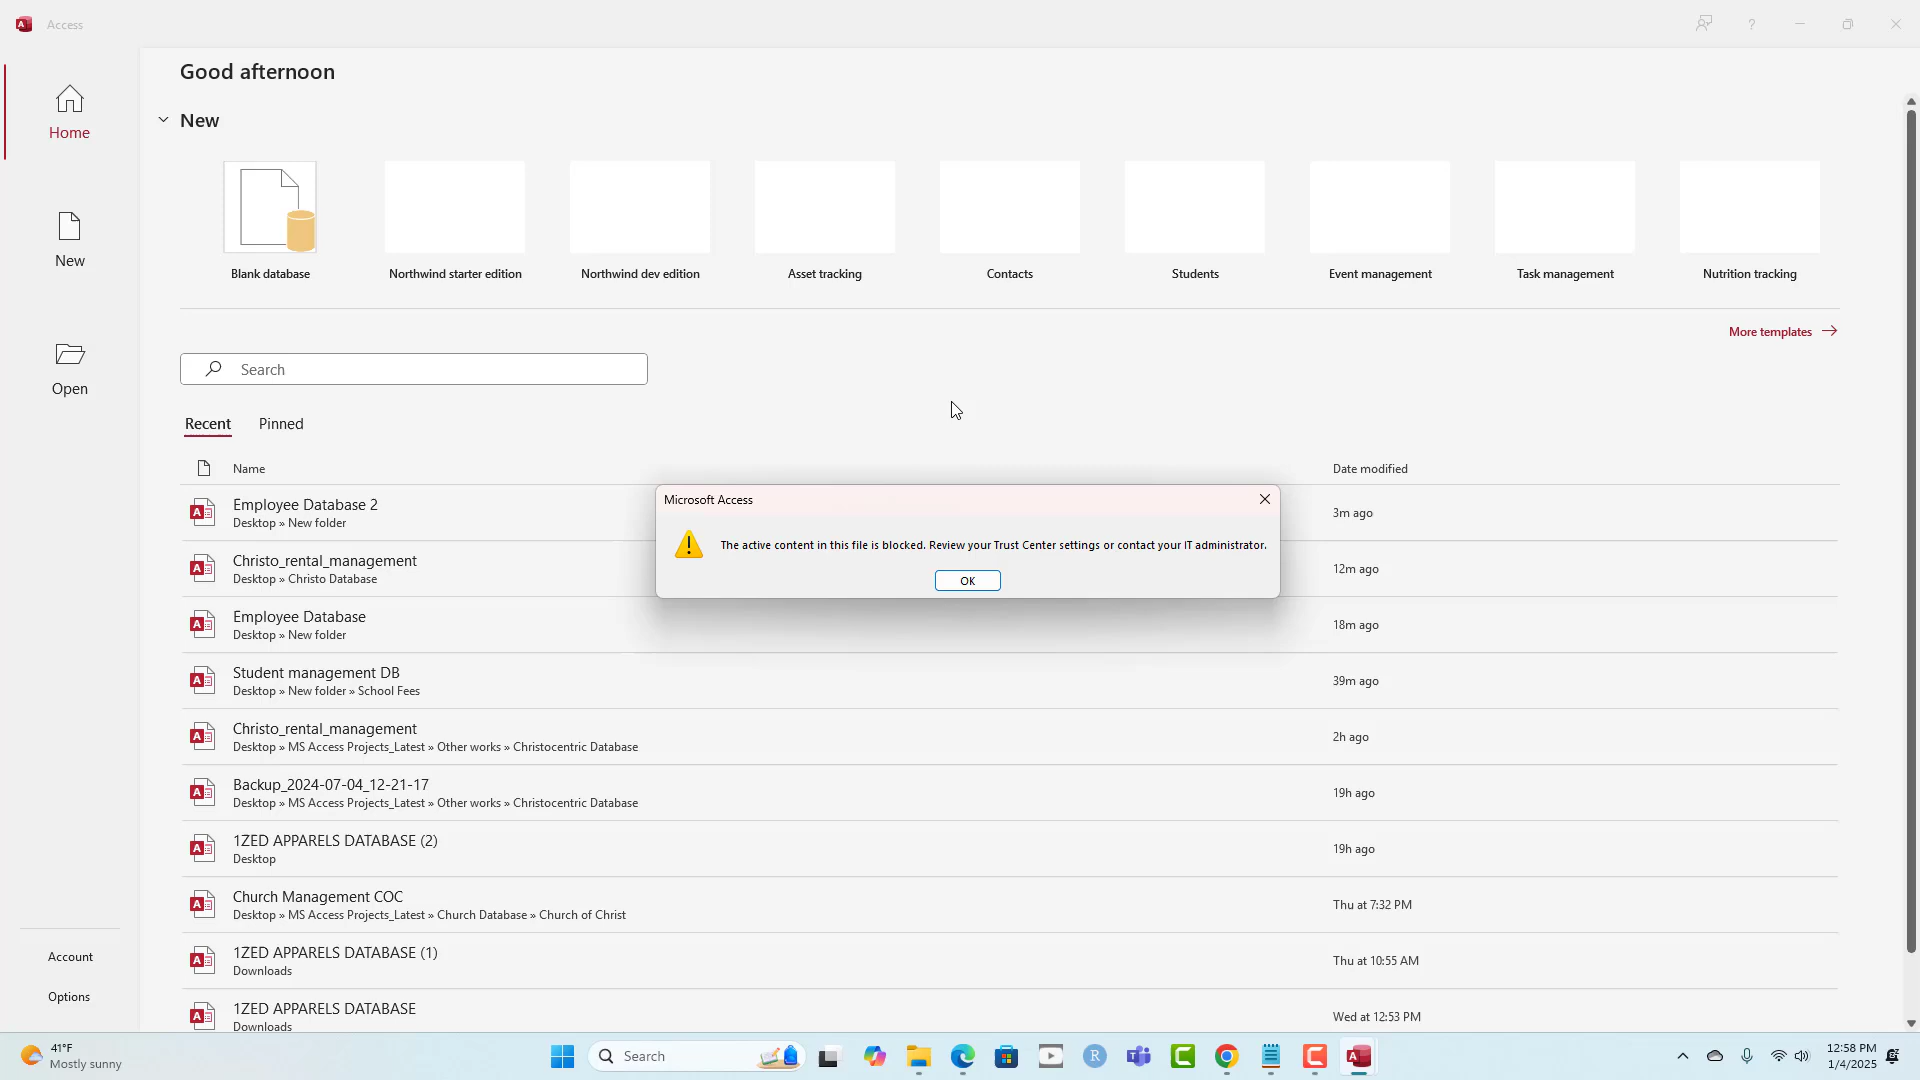 Access
Good afternoon
Home
New
New
Open
Blank database
Northwind starter edition
Northwind dev edition
Asset tracking
Contacts
Students
Event management
Task management
Nutrition tracking
More templates
Search
Recent
Pinned
Name
Date modified
Employee Database 2
Desktop » New folder
3m ago
Christo_rental_management
Desktop » Christo Database
12m ago
Employee Database
Desktop » New folder
18m ago
Student management DB
Desktop » New folder » School Fees
39m ago
Christo_rental_management
Desktop » MS Access Projects_Latest » Other works » Christocentric Database
2h ago
Backup_2024-07-04_12-21-17
Desktop » MS Access Projects_Latest » Other works » Christocentric Database
19h ago
1ZED APPARELS DATABASE (2)
Desktop
19h ago
Church Management COC
Desktop » MS Access Projects_Latest » Church Database » Church of Christ
Thu at 7:32 PM
1ZED APPARELS DATABASE (1)
Downloads
Thu at 10:55 AM
1ZED APPARELS DATABASE
Downloads
Wed at 12:53 PM
Microsoft Access
The active content in this file is blocked. Review your Trust Center settings or contact your IT administrator.
OK
Account
Options
41°F
Mostly sunny
Search
12:58 PM
1/4/2025